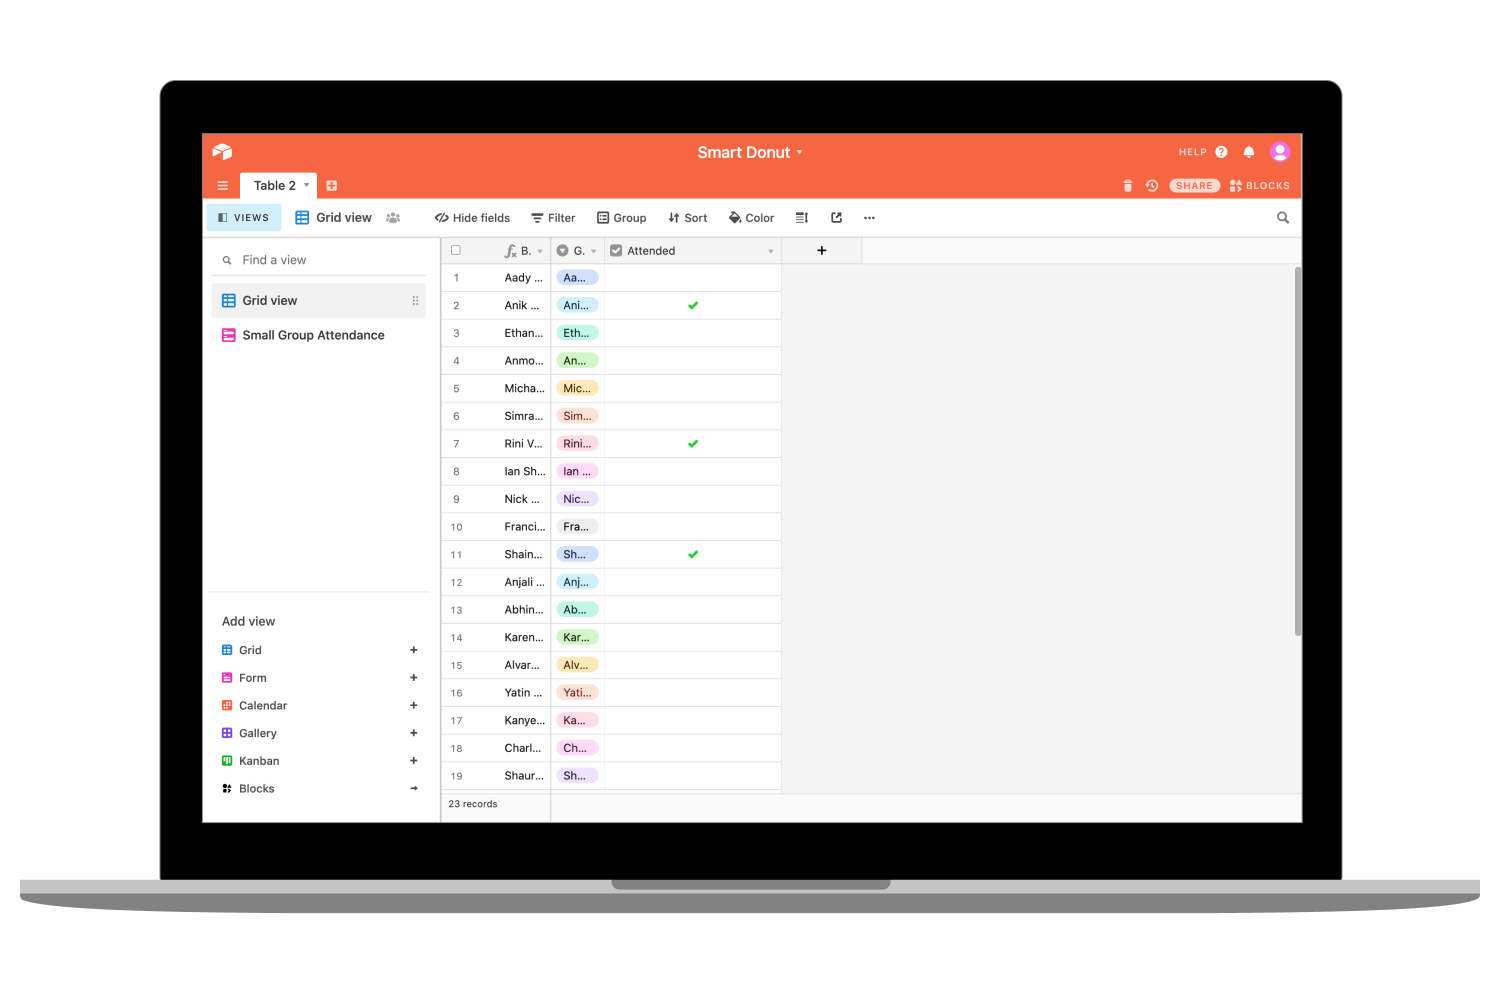 Smart Donut
HELP
Table 2
SHARE
BLOCKS
VIEWS
Grid view
Hide fields
Filter
Group
Sort
Color
Find a view
Grid view
Small Group Attendance
Add view
Grid
Form
Calendar
Gallery
Kanban
Blocks
B.
G.
Attended
1 Aady ... Aa...
2 Anik ... Ani...
3 Ethan... Eth...
4 Anmo... An...
5 Micha... Mic...
6 Simra... Sim...
7 Rini V... Rini...
8 Ian Sh... Ian ...
9 Nick ... Nic...
10 Franci... Fra...
11 Shain... Sh...
12 Anjali ... Anj...
13 Abhin... Ab...
14 Karen... Kar...
15 Alvar... Alv...
16 Yatin ... Yati...
17 Kanye... Ka...
18 Charl... Ch...
19 Shaur... Sh...
23 records